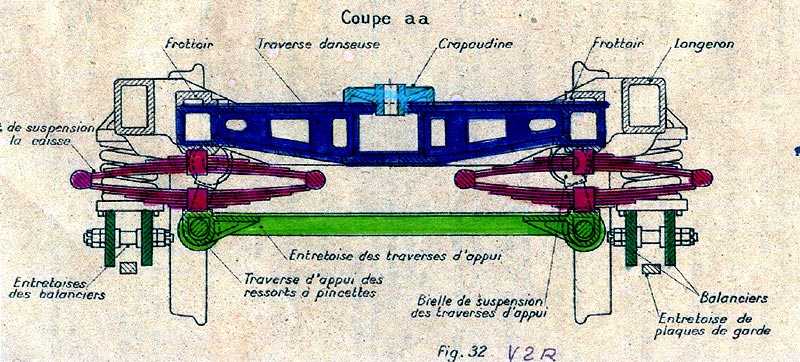 Coupe aa
Frottoir
Traverse danseuse
Crapaudine
Frottoir
Longeron
de suspension
la caisse
Entretoise des traverses d'appui
Entretoises
des balanciers
Traverse d'appui des
ressorts à pincettes
Bielle de suspension
des traverses d'appui
Balanciers
Entretoise de
plaques de garde
Fig. 32
V2R